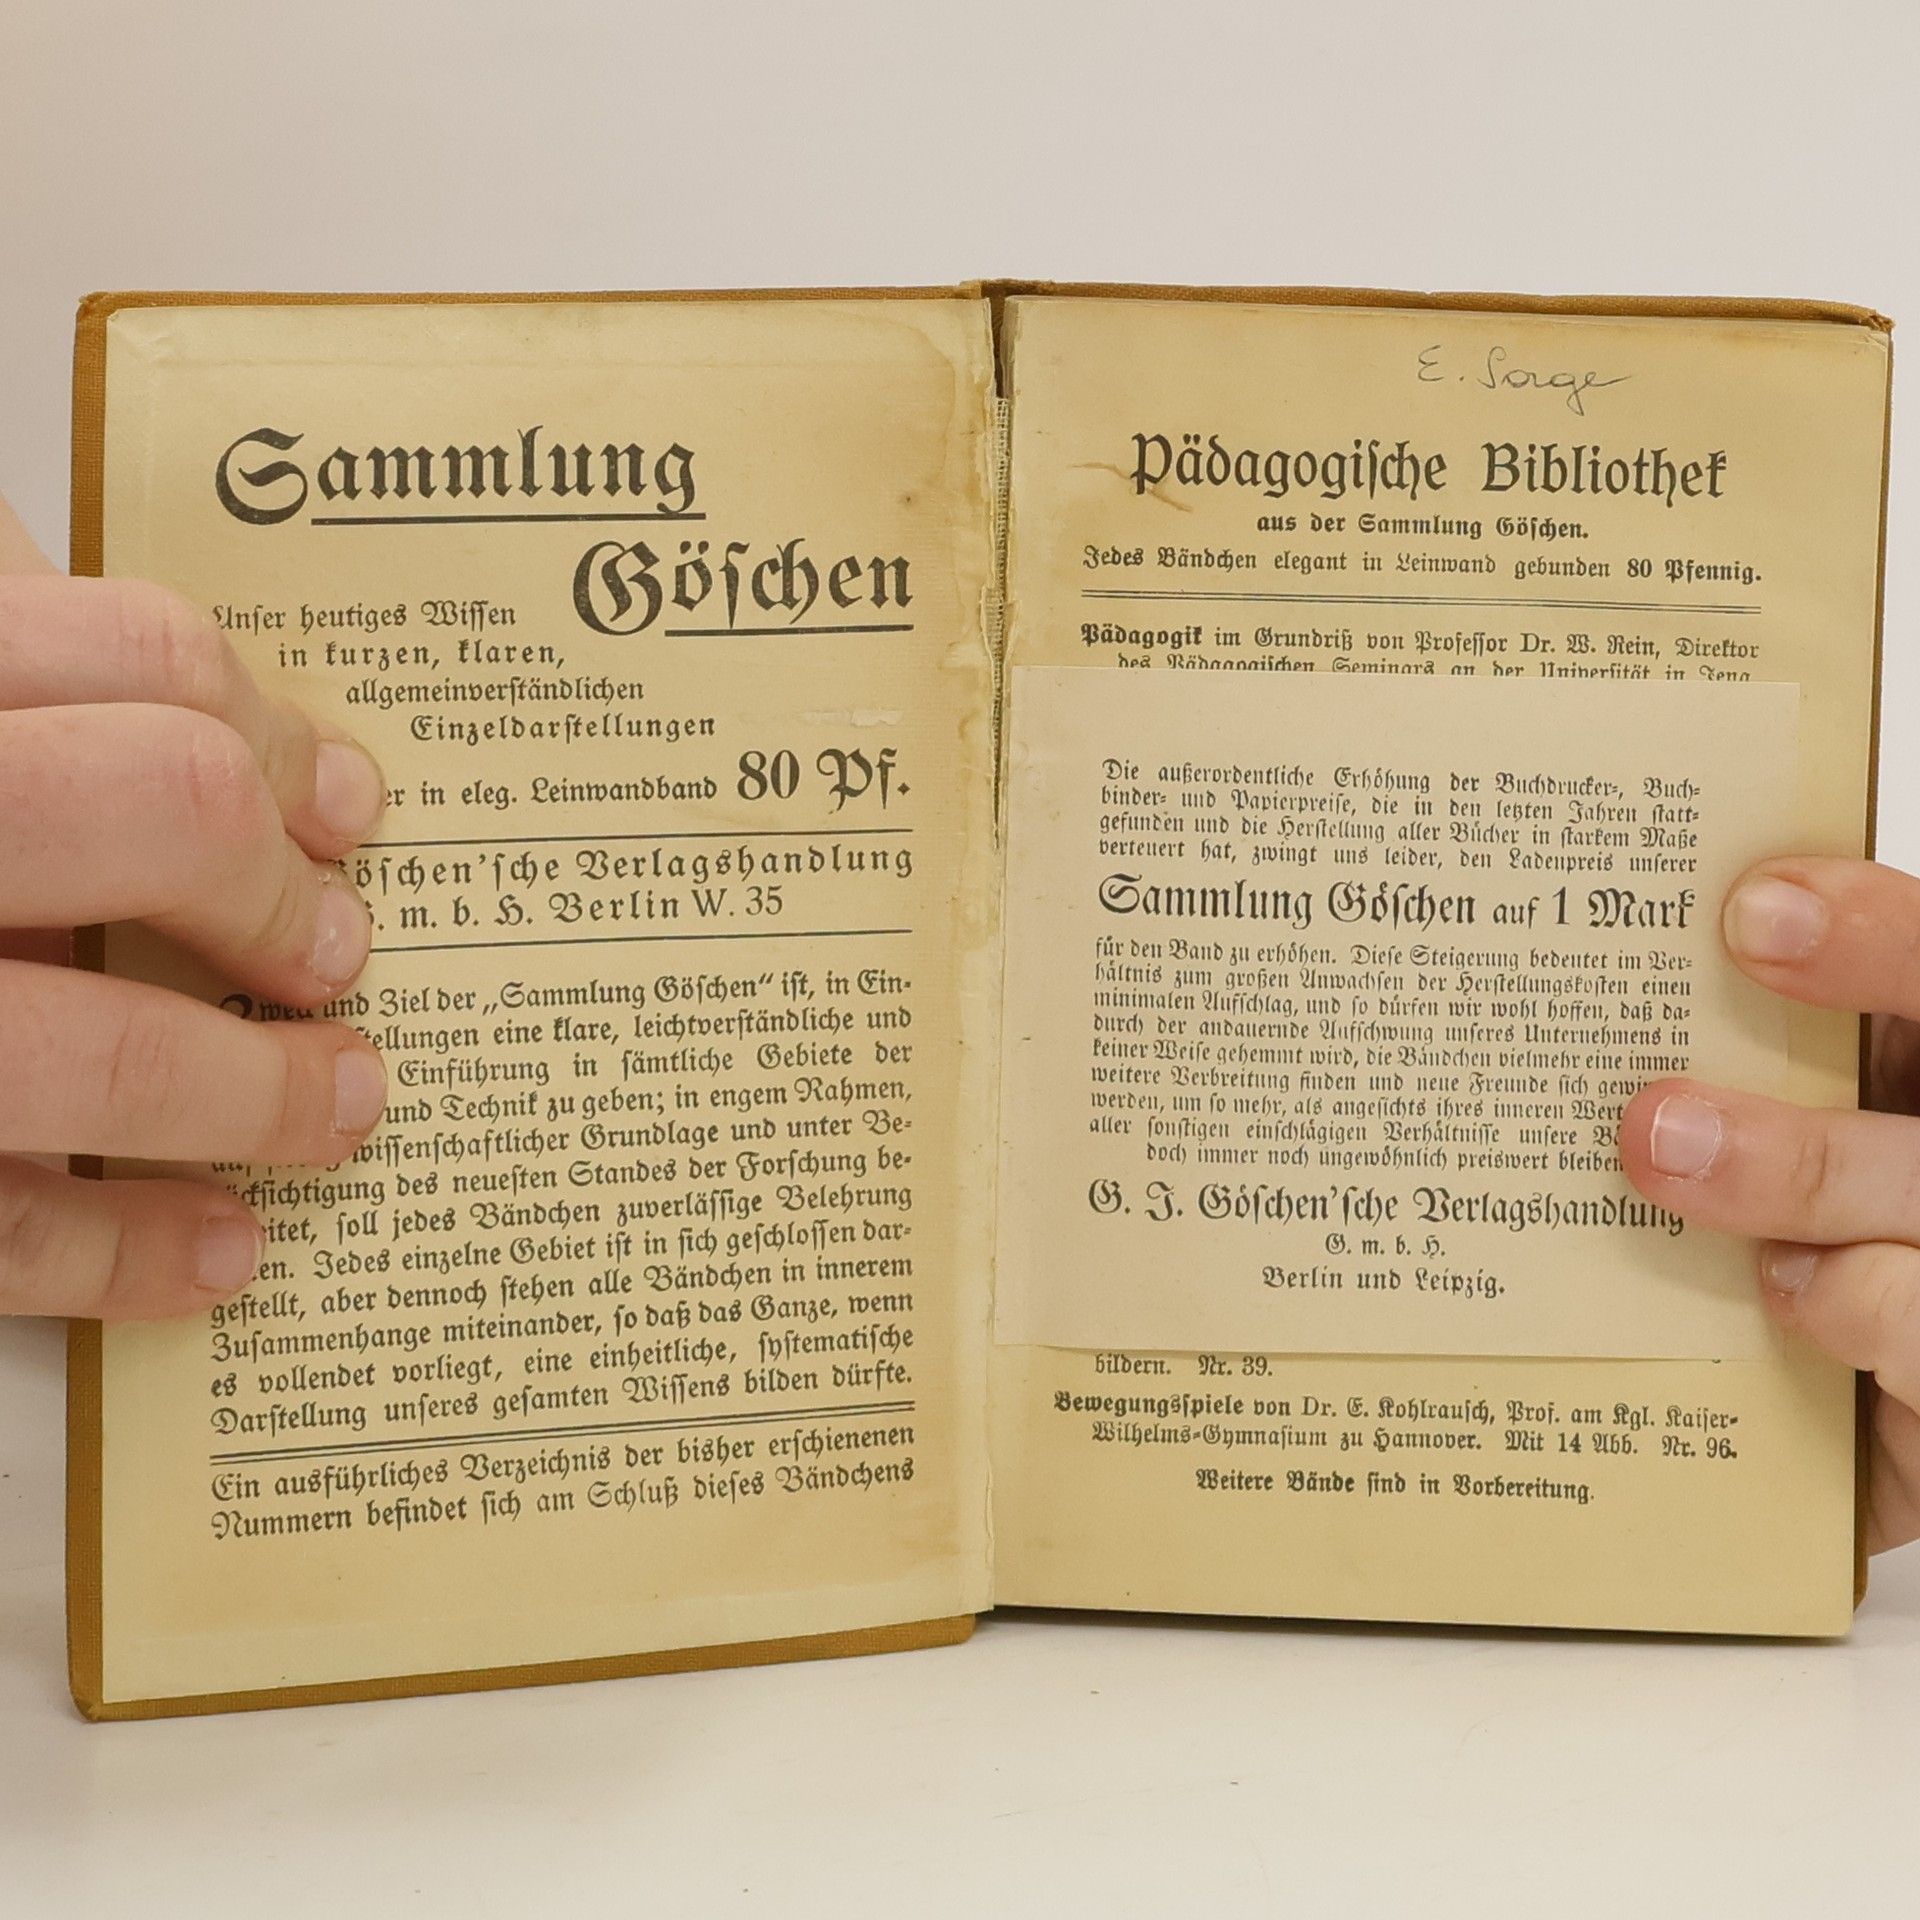 Sammlung
Göschen
Unser heutiges Wissen
in kurzen, klaren,
allgemeinverständlichen
Einzeldarstellungen
in eleg. Leinwandband 80 Pf.
Göschen'sche Verlagshandlung
G. m. b. H. Berlin W. 35
Zweck und Ziel der „Sammlung Göschen“ ist, in Ein-
stellungen eine klare, leichtverständliche und
Einführung in sämtliche Gebiete der
und Technik zu geben; in engem Rahmen,
wissenschaftlicher Grundlage und unter Be-
rücksichtigung des neuesten Standes der Forschung be-
soll jedes Bändchen zuverlässige Belehrung
Jedes einzelne Gebiet ist in sich geschlossen dar-
gestellt, aber dennoch stehen alle Bändchen in innerem
Zusammenhange miteinander, so daß das Ganze, wenn
es vollendet vorliegt, eine einheitliche, systematische
Darstellung unseres gesamten Wissens bilden dürfte.
Ein ausführliches Verzeichnis der bisher erschienenen
Nummern befindet sich am Schluß dieses Bändchens
E. Sorge
Pädagogische Bibliothek
aus der Sammlung Göschen.
Jedes Bändchen elegant in Leinwand gebunden 80 Pfennig.
Pädagogik im Grundriß von Professor Dr. W. Rein, Direktor
des Pädagogischen Seminars an der Universität in Jena
Die außerordentliche Erhöhung der Buchdrucker-, Buch-
binder- und Papierpreise, die in den letzten Jahren statt-
gefunden und die Herstellung aller Bücher in starkem Maße
verteuert hat, zwingt uns leider, den Ladenpreis unserer
Sammlung Göschen auf 1 Mark
für den Band zu erhöhen. Diese Steigerung bedeutet im Ver-
hältnis zum großen Anwachsen der Herstellungskosten einen
minimalen Aufschlag, und so dürfen wir wohl hoffen, daß da-
durch der andauernde Aufschwung unseres Unternehmens in
keiner Weise gehemmt wird, die Bändchen vielmehr eine immer
weitere Verbreitung finden und neue Freunde sich
werden, um so mehr, als angesichts ihres inneren
aller sonstigen einschlägigen Verhältnisse unsere
doch immer noch ungewöhnlich preiswert bleiben
G. J. Göschen'sche Verlagshandlung
G. m. b. H.
Berlin und Leipzig.
bildern. Nr. 39.
Bewegungsspiele von Dr. E. Kohlrausch, Prof. am Kgl. Kaiser-
Wilhelms-Gymnasium zu Hannover. Mit 14 Abb. Nr. 96.
Weitere Bände sind in Vorbereitung.